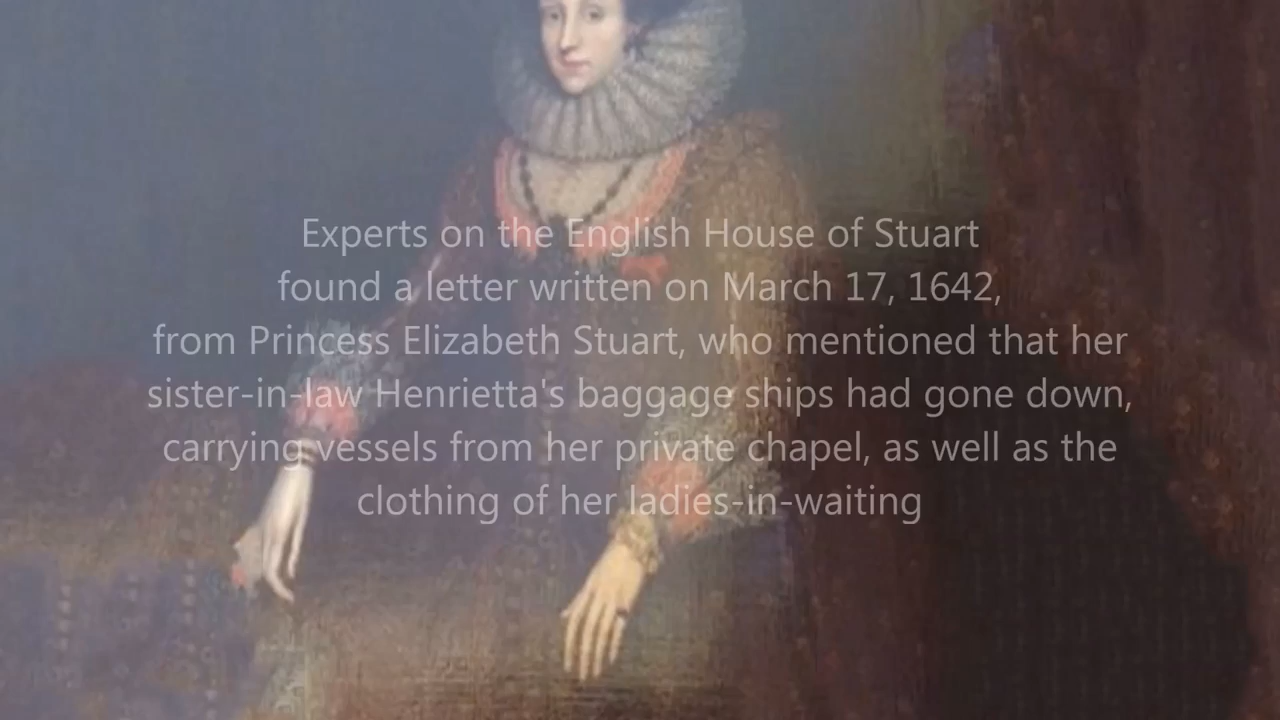 Experts on the English House of Stuart
found a letter written on March 17, 1642,
from Princess Elizabeth Stuart, who mentioned that her
sister-in-law Henrietta's baggage ships had gone down,
carrying vessels from her private chapel, as well as the
clothing of her ladies-in-waiting